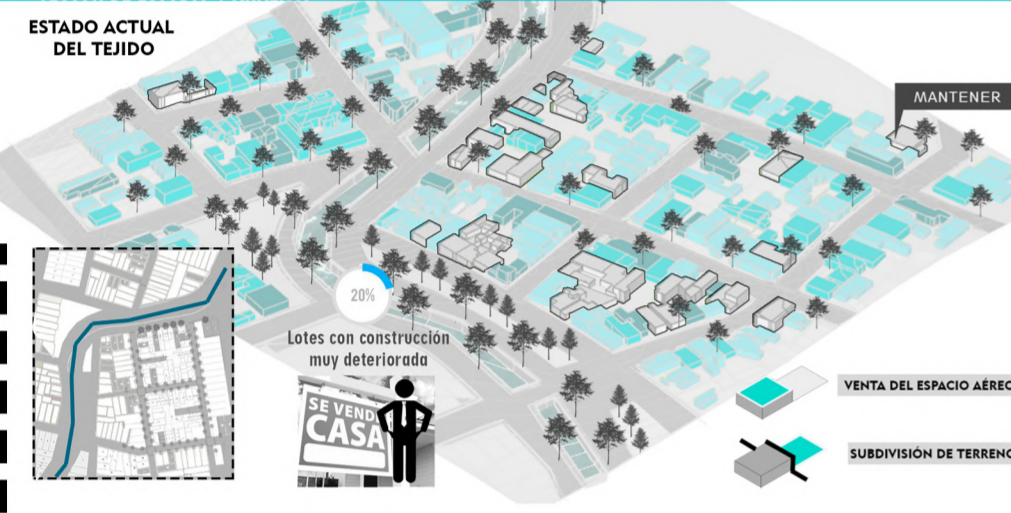 ESTADO ACTUAL
DEL TEJIDO
MANTENER
20%
Lotes con construcción
muy deteriorada
SE VENDE
CASA
VENTA DEL ESPACIO AÉREO
SUBDIVISIÓN DE TERRENO